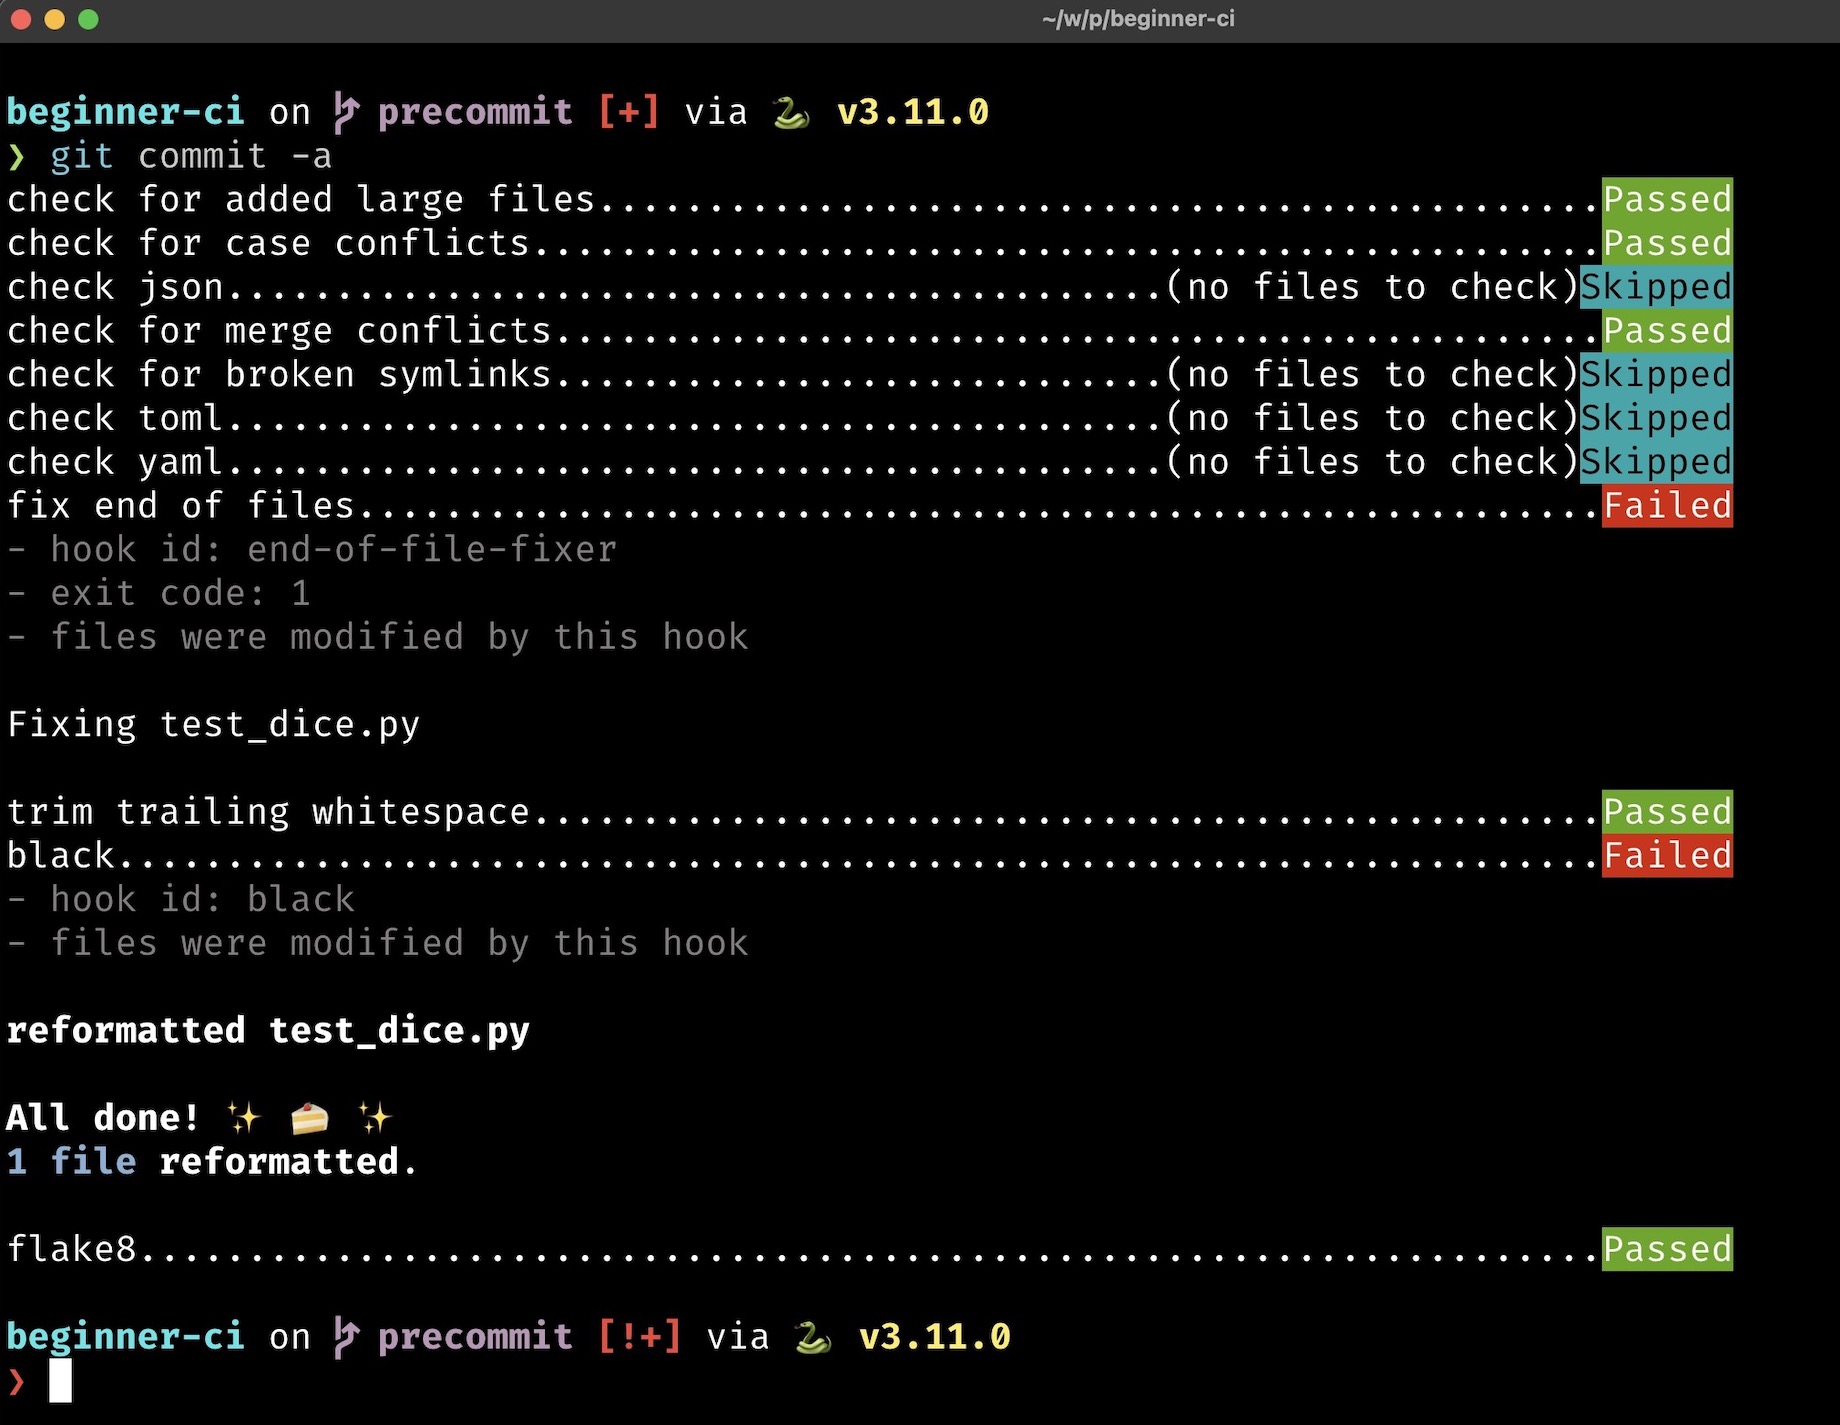 ~/w/p/beginner-ci
beginner-ci on precommit [+] via 🐍 v3.11.0
❯ git commit -a
check for added large files..............................................Passed
check for case conflicts.................................................Passed
check json...........................................(no files to check)Skipped
check for merge conflicts................................................Passed
check for broken symlinks............................(no files to check)Skipped
check toml...........................................(no files to check)Skipped
check yaml...........................................(no files to check)Skipped
fix end of files.........................................................Failed
- hook id: end-of-file-fixer
- exit code: 1
- files were modified by this hook
Fixing test_dice.py
trim trailing whitespace.................................................Passed
black....................................................................Failed
- hook id: black
- files were modified by this hook
reformatted test_dice.py
All done! ✨ 🍰 ✨
1 file reformatted.
flake8...................................................................Passed
beginner-ci on precommit [!+] via 🐍 v3.11.0
❯